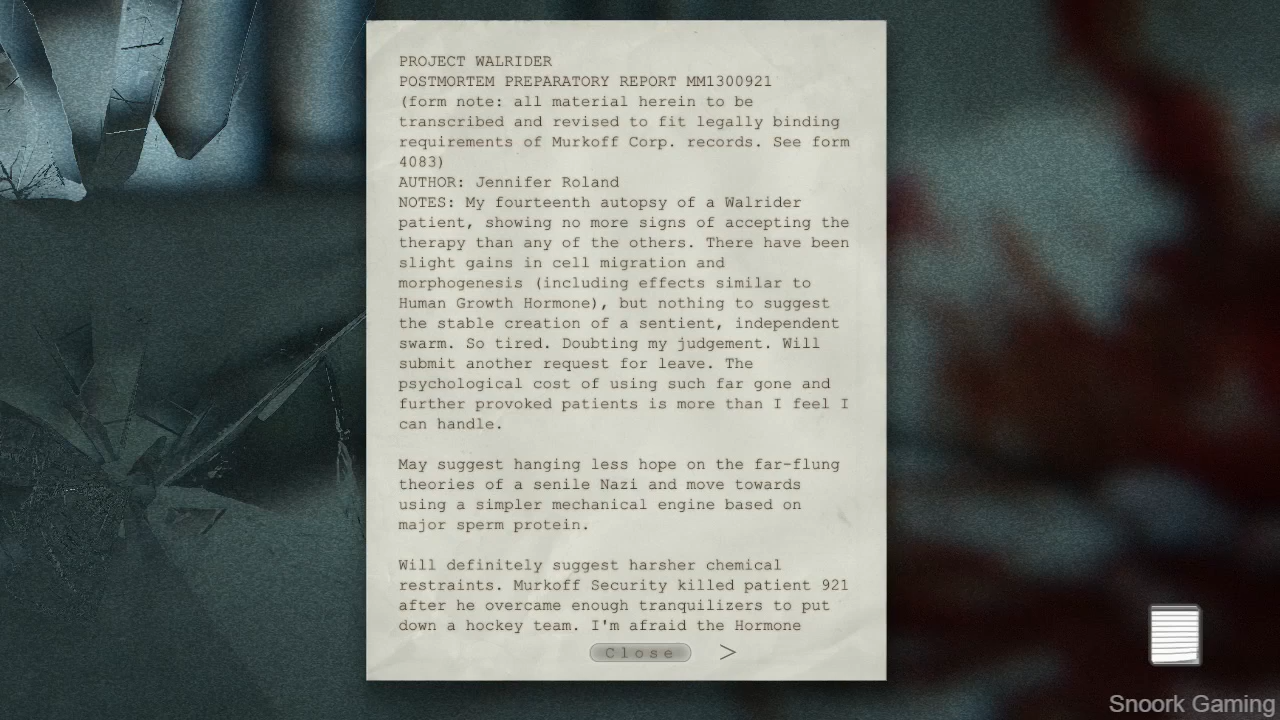 PROJECT WALRIDER
POSTMORTEM PREPARATORY REPORT MM1300921
(form note: all material herein to be
transcribed and revised to fit legally binding
requirements of Murkoff Corp. records. See form
4083)
AUTHOR: Jennifer Roland
NOTES: My fourteenth autopsy of a Walrider
patient, showing no more signs of accepting the
therapy than any of the others. There have been
slight gains in cell migration and
morphogenesis (including effects similar to
Human Growth Hormone), but nothing to suggest
the stable creation of a sentient, independent
swarm. So tired. Doubting my judgement. Will
submit another request for leave. The
psychological cost of using such far gone and
further provoked patients is more than I feel I
can handle.
May suggest hanging less hope on the far-flung
theories of a senile Nazi and move towards
using a simpler mechanical engine based on
major sperm protein.
Will definitely suggest harsher chemical
restraints. Murkoff Security killed patient 921
after he overcame enough tranquilizers to put
down a hockey team. I'm afraid the Hormone
Close >
Snoork Gaming